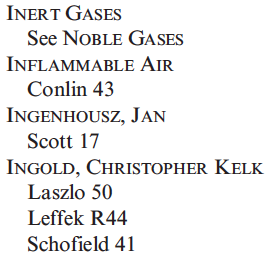 INERT GASES
See NOBLE GASES
INFLAMMABLE AIR
Conlin 43
INGENHOUSZ, JAN
Scott 17
INGOLD, CHRISTOPHER KELK
Laszlo 50
Leffek R44
Schofield 41